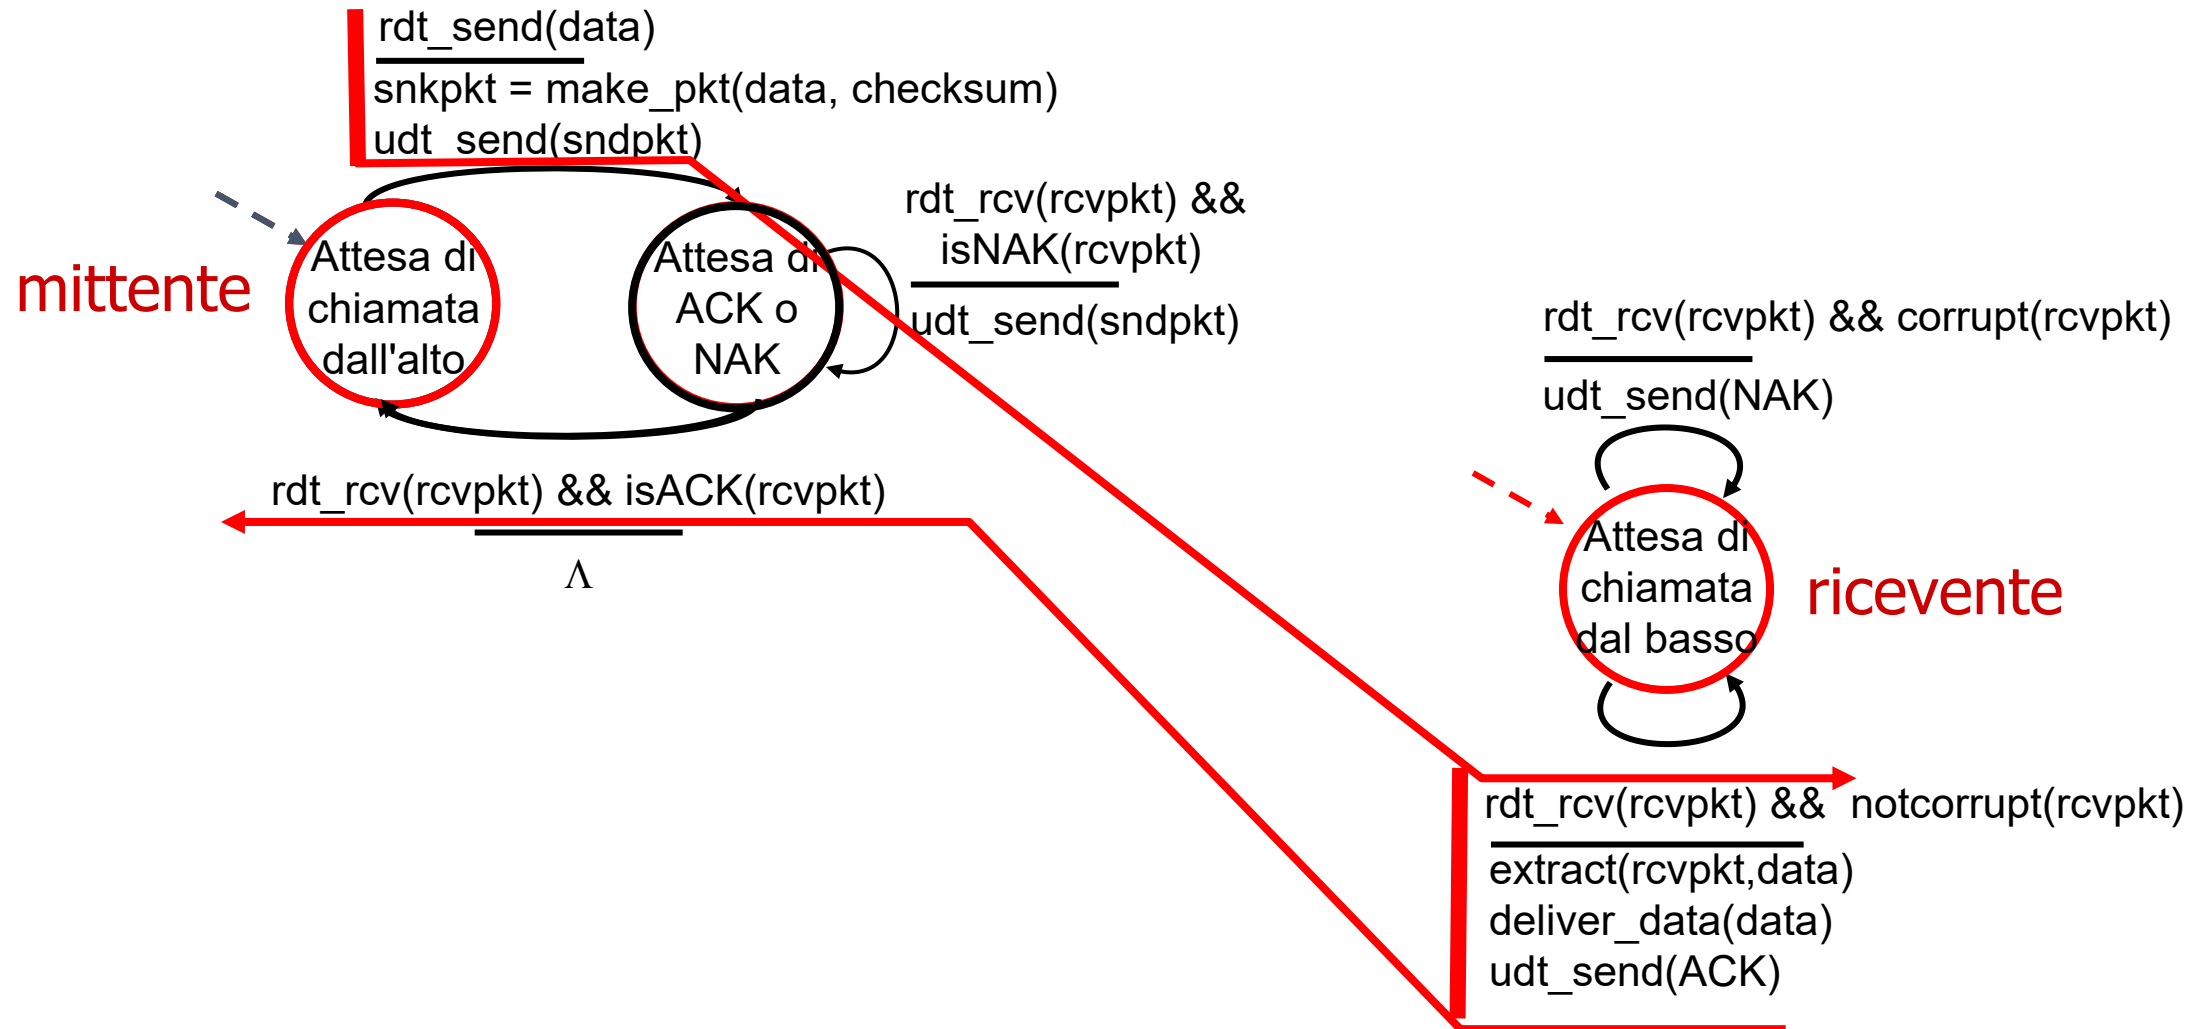 rdt_send(data)
snkpkt = make_pkt(data, checksum)
udt_send(sndpkt)
mittente
Attesa di
chiamata
dall'alto
Attesa di
ACK o
NAK
rdt_rcv(rcvpkt) &&
isNAK(rcvpkt)
udt_send(sndpkt)
rdt_rcv(rcvpkt) && isACK(rcvpkt)
Λ
rdt_rcv(rcvpkt) && corrupt(rcvpkt)
udt_send(NAK)
Attesa di
chiamata
dal basso
ricevente
rdt_rcv(rcvpkt) && notcorrupt(rcvpkt)
extract(rcvpkt,data)
deliver_data(data)
udt_send(ACK)